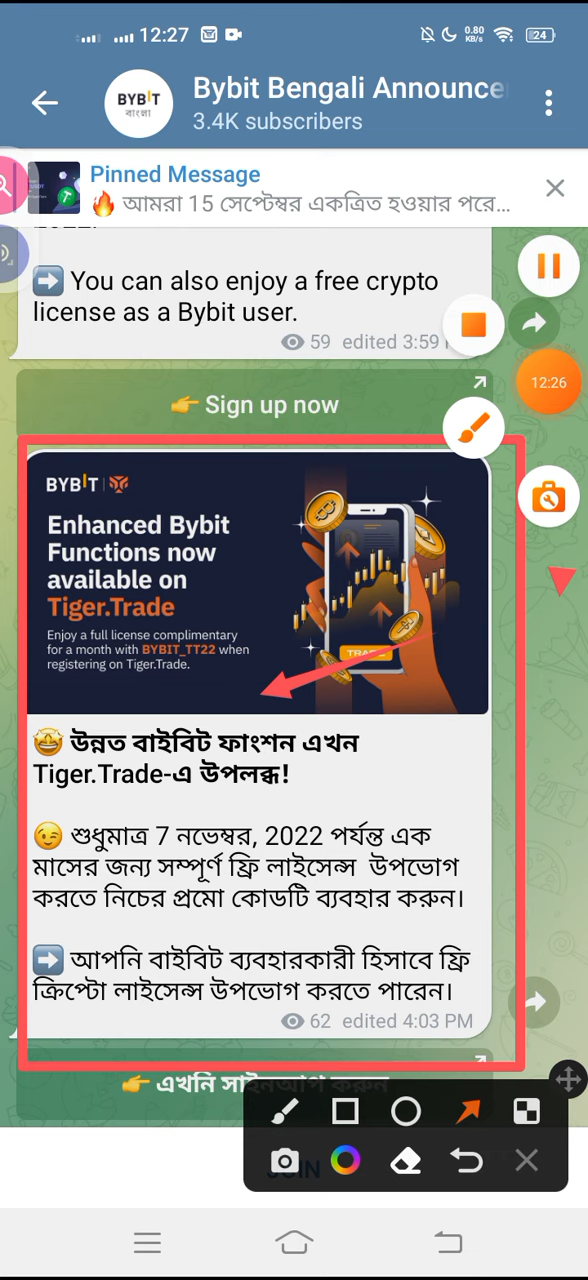 12:27
0.80
KB/s
24
BYBIT
বাংলা
Bybit Bengali Announce
3.4K subscribers
Pinned Message
🔥 আমরা 15 সেপ্টেম্বর একত্রিত হওয়ার পরে...
➡️ You can also enjoy a free crypto
license as a Bybit user.
59 edited 3:59
👉 Sign up now
12:26
BYBIT
Enhanced Bybit
Functions now
available on
Tiger.Trade
Enjoy a full license complimentary
for a month with BYBIT_TT22 when
registering on Tiger.Trade.
TRADE
🤩 উন্নত বাইবিট ফাংশন এখন
Tiger.Trade-এ উপলব্ধ!
😉 শুধুমাত্র 7 নভেম্বর, 2022 পর্যন্ত এক
মাসের জন্য সম্পূর্ণ ফ্রি লাইসেন্স উপভোগ
করতে নিচের প্রমো কোডটি ব্যবহার করুন।
➡️ আপনি বাইবিট ব্যবহারকারী হিসাবে ফ্রি
ক্রিপ্টো লাইসেন্স উপভোগ করতে পারেন।
62 edited 4:03 PM
👉 এখনি সাইনআপ করুন
JOIN